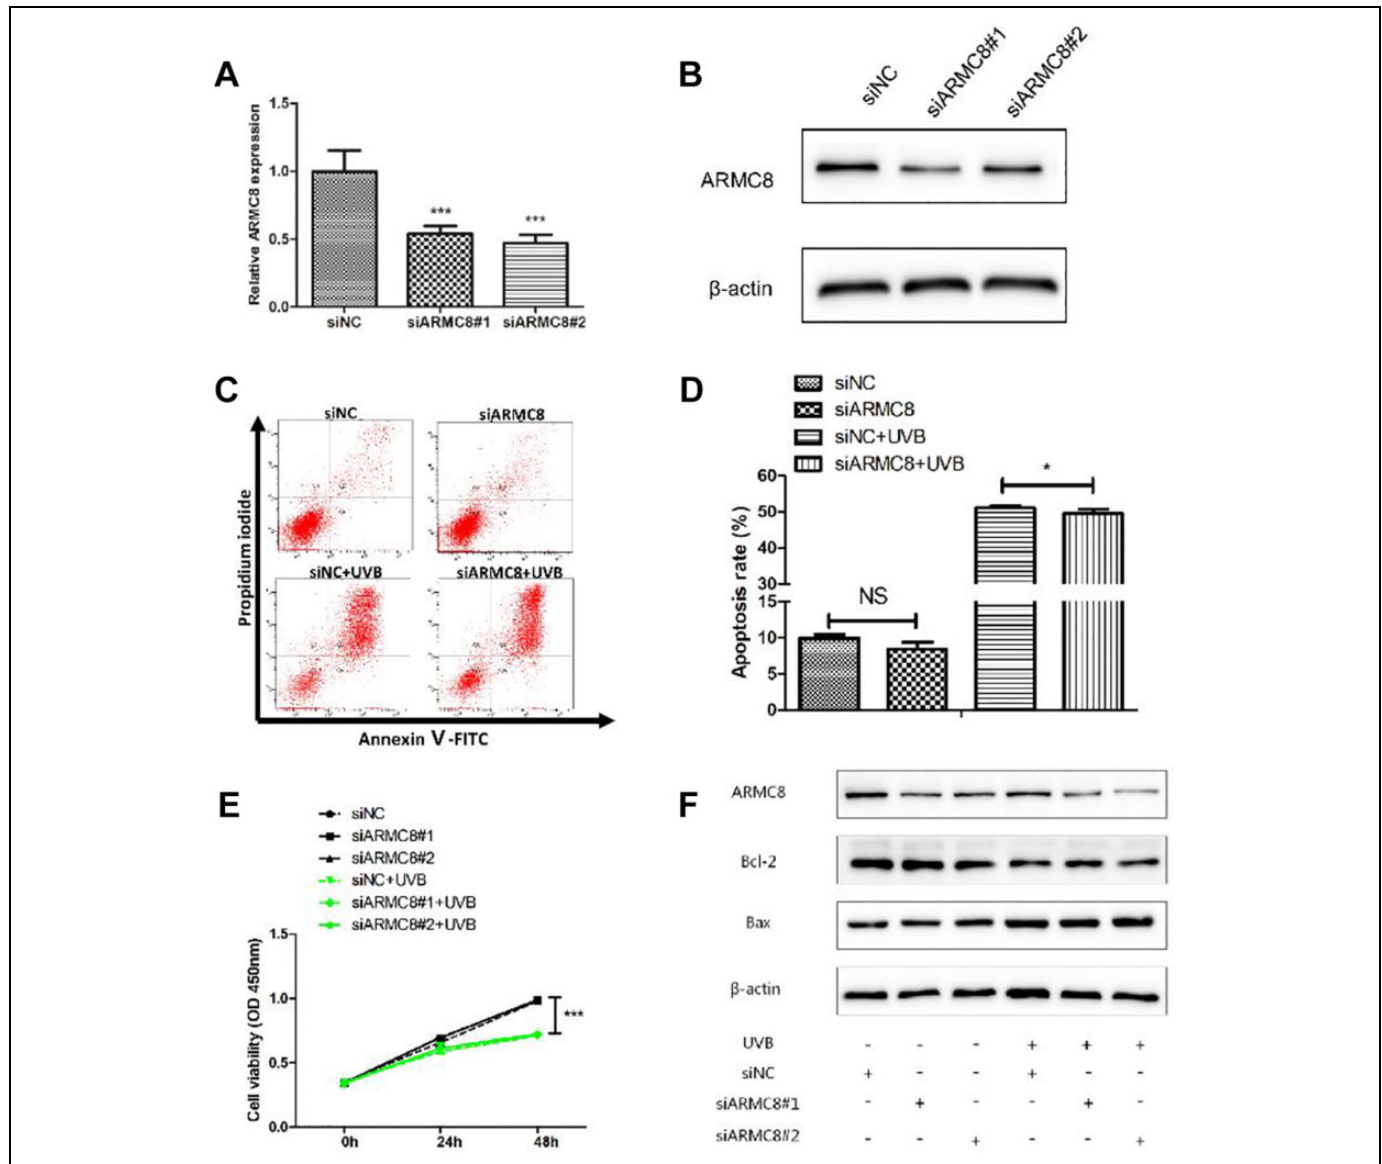 A
1.5
1.0
0.5
0.0
Relative ARMC8 expression
***
***
siNC
siARMC8#1
siARMC8#2
B
siNC
siARMC8#1
siARMC8#2
ARMC8
β-actin
C
siNC
siARMC8
siNC+UVB
siARMC8+UVB
Propidium iodide
Annexin V-FITC
D
siNC
siARMC8
siNC+UVB
siARMC8+UVB
60
50
40
30
15
10
5
0
Apoptosis rate (%)
NS
*
E
siNC
siARMC8#1
siARMC8#2
siNC+UVB
siARMC8#1+UVB
siARMC8#2+UVB
1.5
1.0
0.5
0.0
Cell viability (OD 450nm)
***
0h
24h
48h
F
ARMC8
Bcl-2
Bax
β-actin
UVB - - - + + +
siNC + - - + - -
siARMC8#1 - + - - + -
siARMC8#2 - - + - - +